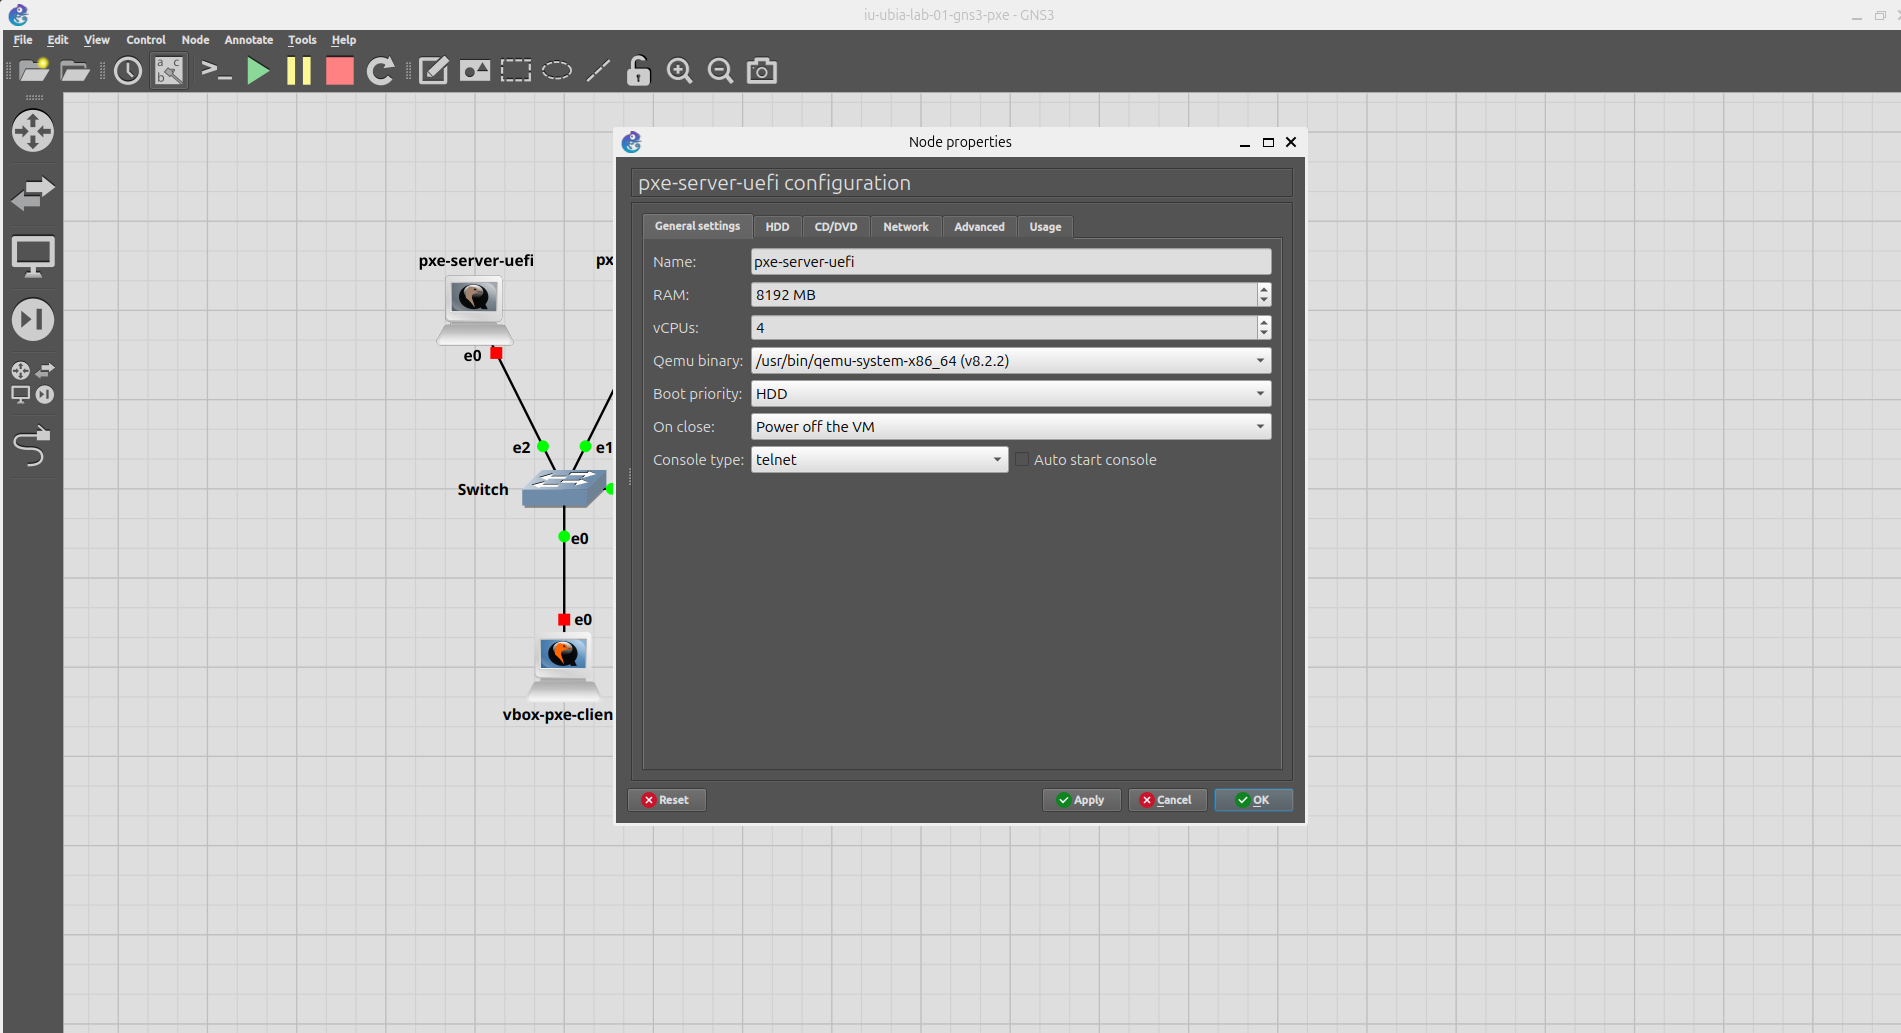 iu-ubia-lab-01-gns3-pxe - GNS3
File Edit View Control Node Annotate Tools Help
a c
b
Node properties
pxe-server-uefi configuration
General settings HDD CD/DVD Network Advanced Usage
Name: pxe-server-uefi
RAM: 8192 MB
vCPUs: 4
Qemu binary: /usr/bin/qemu-system-x86_64 (v8.2.2)
Boot priority: HDD
On close: Power off the VM
Console type: telnet Auto start console
Reset Apply Cancel OK
pxe-server-uefi
px
e0
e2
e1
Switch
e0
e0
vbox-pxe-clien